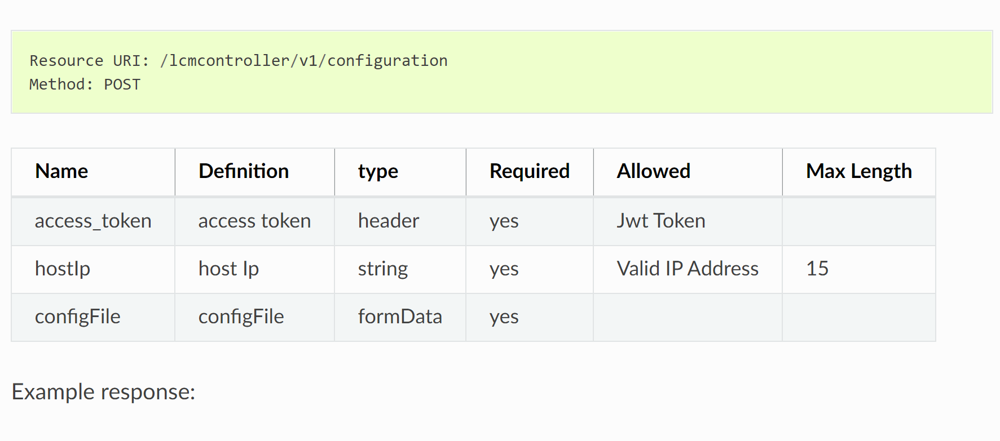 Resource URI: /lcmcontroller/v1/configuration
Method: POST
Name Definition type Required Allowed Max Length
access_token access token header yes Jwt Token
hostIp host Ip string yes Valid IP Address 15
configFile configFile formData yes
Example response: